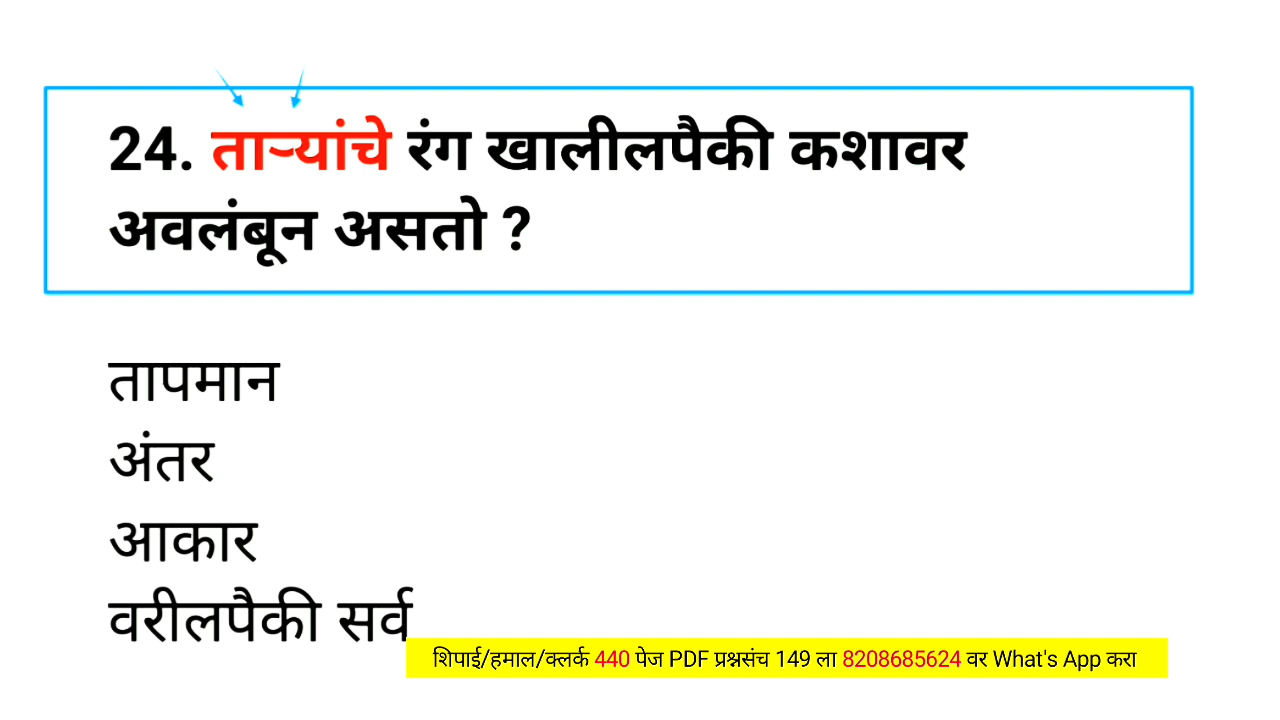 24. ताऱ्यांचे रंग खालीलपैकी कशावर
अवलंबून असतो ?
तापमान
अंतर
आकार
वरीलपैकी सर्व
शिपाई/हमाल/क्लर्क 440 पेज PDF प्रश्नसंच 149 ला 8208685624 वर What's App करा